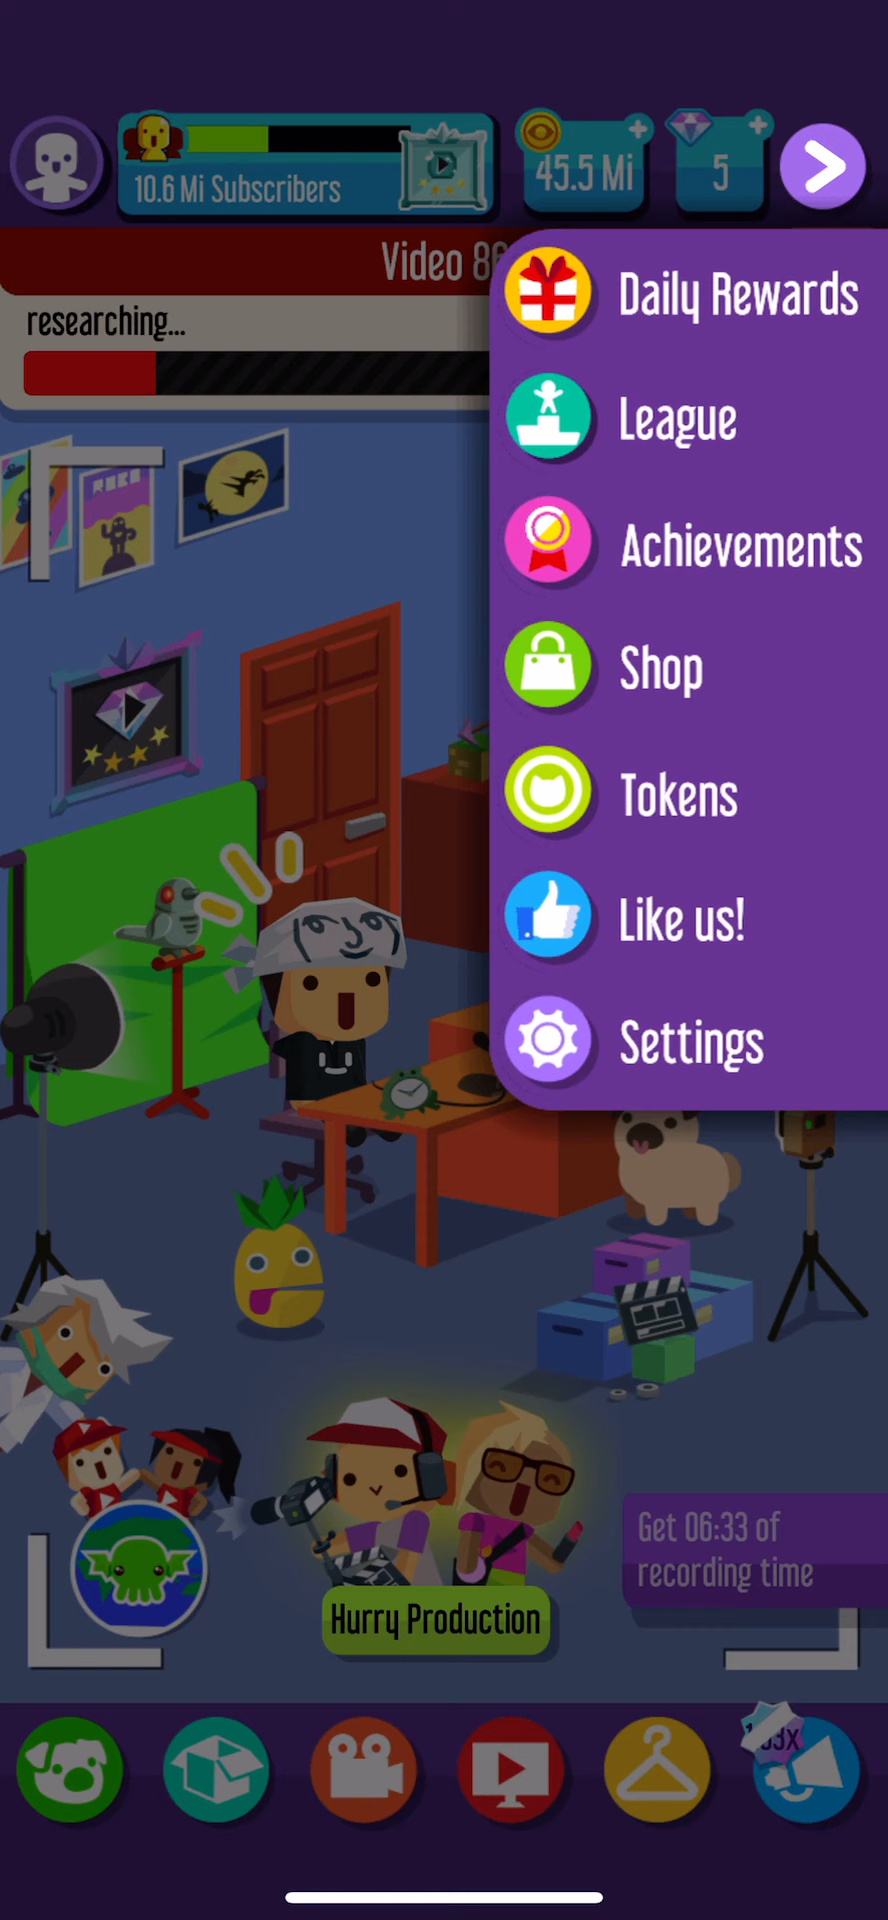 10.6 Mi Subscribers
45.5 Mi
5
Video
researching...
Daily Rewards
League
Achievements
Shop
Tokens
Like us!
Settings
Get 06:33 of
recording time
Hurry Production